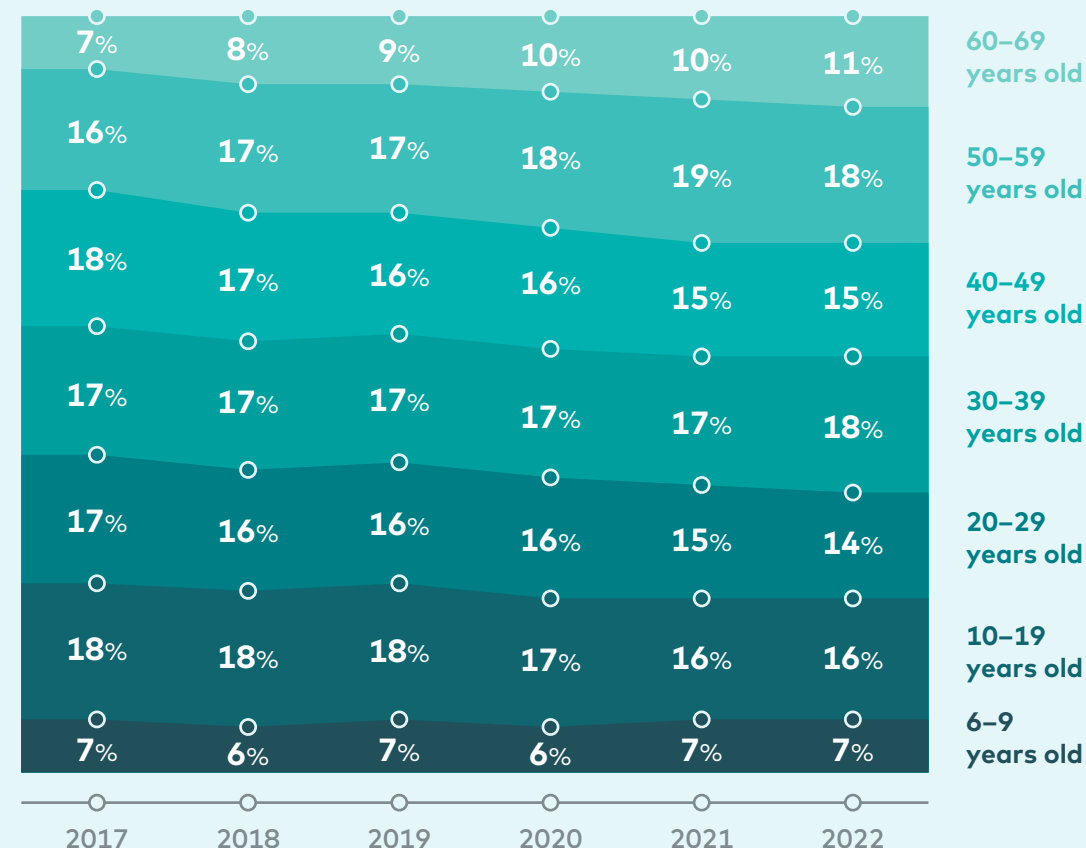 7% 8% 9% 10% 10% 11%
60–69
years old
16% 17% 17% 18% 19% 18%
50–59
years old
18% 17% 16% 16% 15% 15%
40–49
years old
17% 17% 17% 17% 17% 18%
30–39
years old
17% 16% 16% 16% 15% 14%
20–29
years old
18% 18% 18% 17% 16% 16%
10–19
years old
7% 6% 7% 6% 7% 7%
6–9
years old
2017 2018 2019 2020 2021 2022